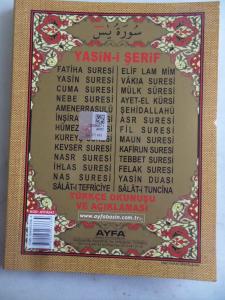 سورة يس
YASİN-I ŞERİF
FATİHA SURESİ ELİF LAM MİM
YASİN SURESİ VÂKIA SURESİ
CUMA SURESİ MÜLK SURESİ
NEBE SURESİ AYET-EL KÜRSİ
AMENERRASULÜ ŞEHİDALLAHÜ
İNŞİRA ASR SURESİ
HÜMEZ FİL SURESİ
KUREYŞ MAUN SURESİ
KEVSER SURESİ KAFİRUN SURESİ
NASR SURESİ TEBBET SURESİ
İHLAS SURESİ FELAK SURESİ
NAS SURESİ YASİN DUASI
SALÂT-I TEFRİCİYE SALÂT-I TUNCİNA
TÜRKÇE OKUNUŞU
VE AÇIKLAMASI
www.ayfabasin.com.tr
AYFA